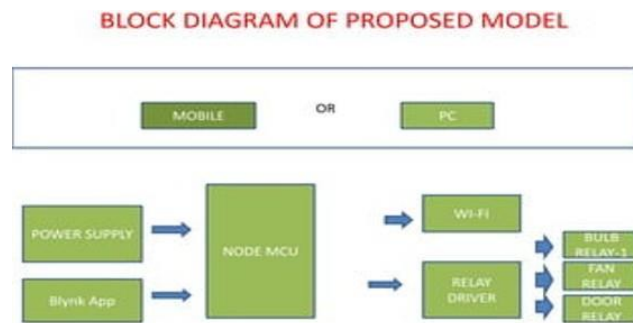 BLOCK DIAGRAM OF PROPOSED MODEL
MOBILE
OR
PC
POWER SUPPLY
NODE MCU
WI-FI
Blynk App
RELAY
DRIVER
BULB
RELAY-1
FAN
RELAY
DOOR
RELAY